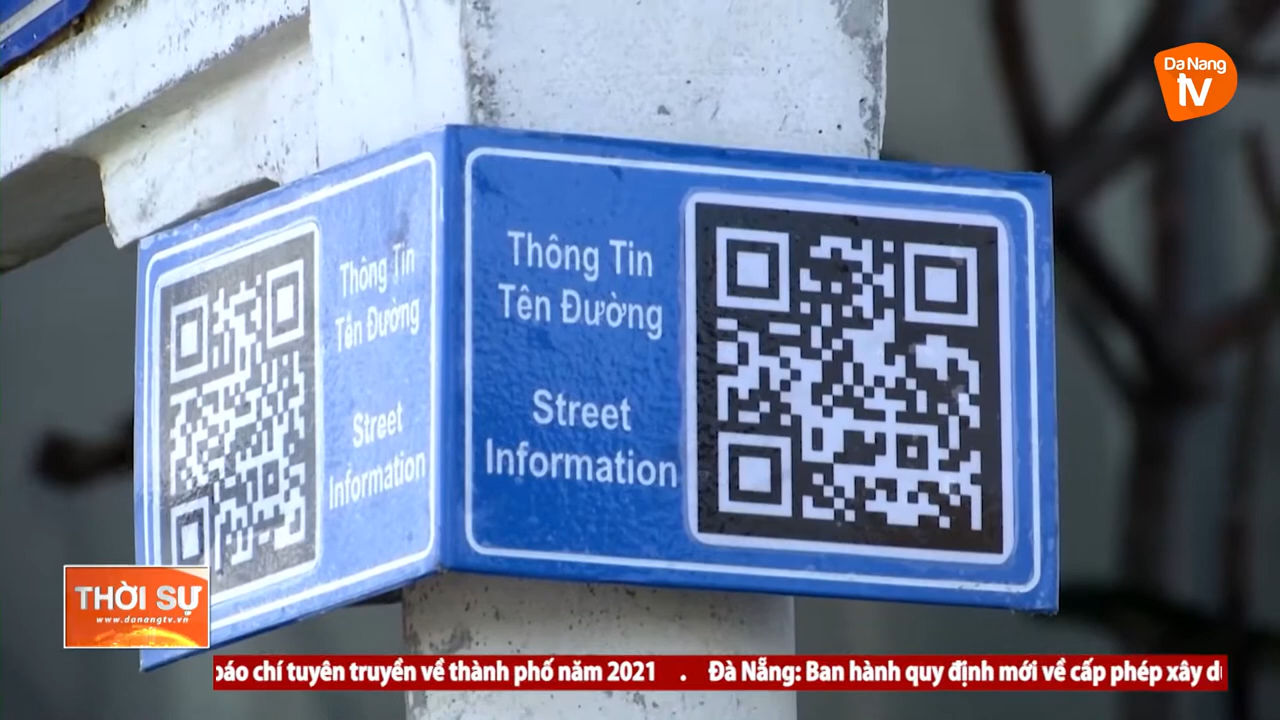 Da Nang
tv
Thông Tin
Tên Đường
Street
Information
Thông Tin
Tên Đường
Street
Information
THỜI SỰ
www.danangtv.vn
báo chí tuyên truyền về thành phố năm 2021 . Đà Nẵng: Ban hành quy định mới về cấp phép xây